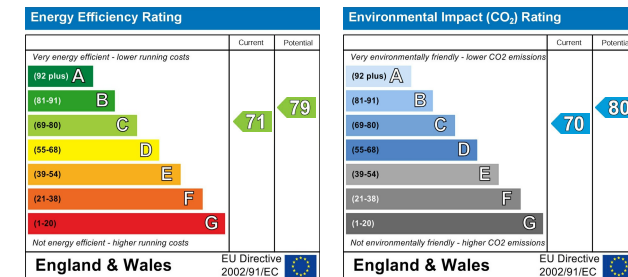 Energy Efficiency Rating
Current Potential
Very energy efficient - lower running costs
(92 plus) A
(81-91) B
(69-80) C
(55-68) D
(39-54) E
(21-38) F
(1-20) G
71
79
Not energy efficient - higher running costs
England & Wales
EU Directive
2002/91/EC
Environmental Impact (CO₂) Rating
Current Potential
Very environmentally friendly - lower CO2 emissions
(92 plus) A
(81-91) B
(69-80) C
(55-68) D
(39-54) E
(21-38) F
(1-20) G
70
80
Not environmentally friendly - higher CO2 emissions
England & Wales
EU Directive
2002/91/EC